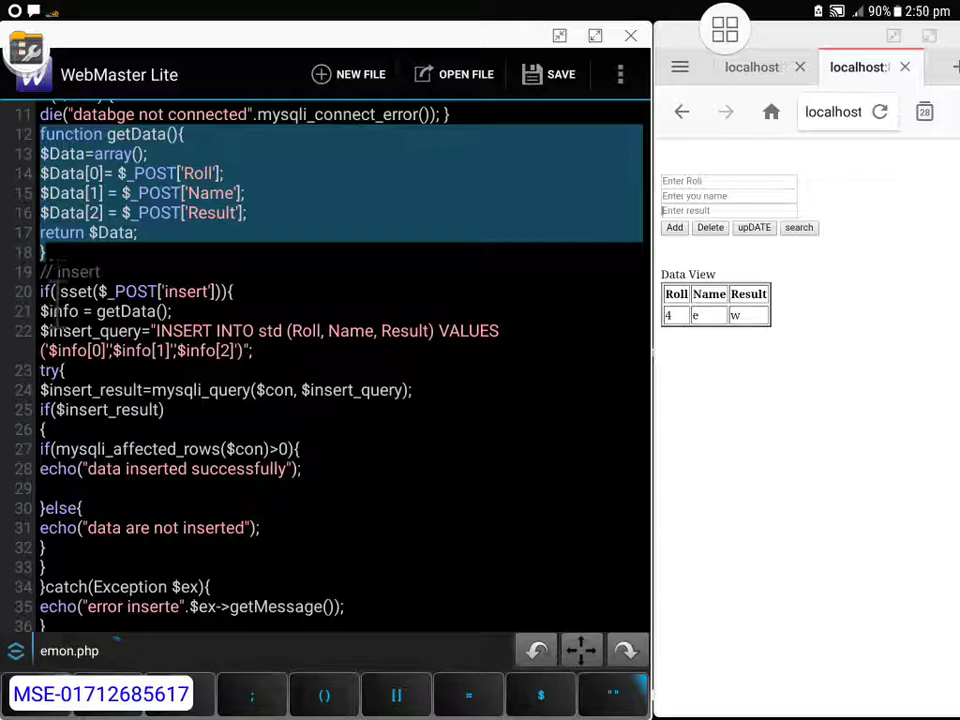 90% 2:50 pm
WebMaster Lite
NEW FILE
OPEN FILE
SAVE
11 die("databge not connected".mysqli_connect_error()); }
12 function getData(){
13 $Data=array();
14 $Data[0]= $_POST['Roll'];
15 $Data[1] = $_POST['Name'];
16 $Data[2] = $_POST['Result'];
17 return $Data;
18 }
19 // insert
20 if( sset($_POST['insert'])){
21 $info = getData();
22 $insert_query="INSERT INTO std (Roll, Name, Result) VALUES
('$info[0]','$info[1]','$info[2]')";
23 try{
24 $insert_result=mysqli_query($con, $insert_query);
25 if($insert_result)
26 {
27 if(mysqli_affected_rows($con)>0){
28 echo("data inserted successfully");
29
30 }else{
31 echo("data are not inserted");
32 }
33 }
34 }catch(Exception $ex){
35 echo("error inserte".$ex->getMessage());
36 }
emon.php
MSE-01712685617
; () [] = $ ""
localhost:
localhost:
localhost
28
Enter Roll
Enter you name
Enter result
Add Delete upDATE search
Data View
Roll Name Result
4 e w